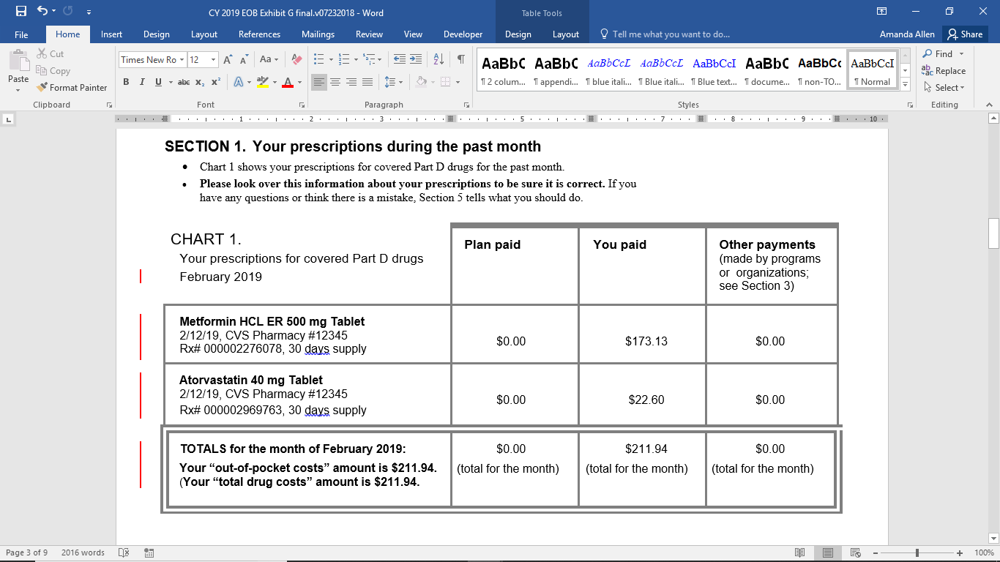 CY 2019 EOB Exhibit G final.v07232018 - Word
Table Tools
File Home Insert Design Layout References Mailings Review View Developer Design Layout Tell me what you want to do... Amanda Allen Share
Paste
Cut
Copy
Format Painter
Clipboard
Times New Ro 12
Font
Paragraph
AaBbC AaBbC AaBbCcL AaBbCcL AaBbCcI AaBbC AaBbCc AaBbCcI
¶ 2 colum... ¶ appendi... ¶ blue itali... ¶ Blue itali... ¶ Blue text... ¶ docume... ¶ non-TO... ¶ Normal
Styles
Find
Replace
Select
Editing
1 2 3 5 7 8 9 10
SECTION 1. Your prescriptions during the past month
• Chart 1 shows your prescriptions for covered Part D drugs for the past month.
• Please look over this information about your prescriptions to be sure it is correct. If you
have any questions or think there is a mistake, Section 5 tells what you should do.
CHART 1.
Your prescriptions for covered Part D drugs
February 2019
Plan paid
You paid
Other payments
(made by programs
or organizations;
see Section 3)
Metformin HCL ER 500 mg Tablet
2/12/19, CVS Pharmacy #12345
Rx# 000002276078, 30 days supply
$0.00
$173.13
$0.00
Atorvastatin 40 mg Tablet
2/12/19, CVS Pharmacy #12345
Rx# 000002969763, 30 days supply
$0.00
$22.60
$0.00
TOTALS for the month of February 2019:
Your “out-of-pocket costs” amount is $211.94.
(Your “total drug costs” amount is $211.94.
$0.00
(total for the month)
$211.94
(total for the month)
$0.00
(total for the month)
Page 3 of 9 2016 words 100%